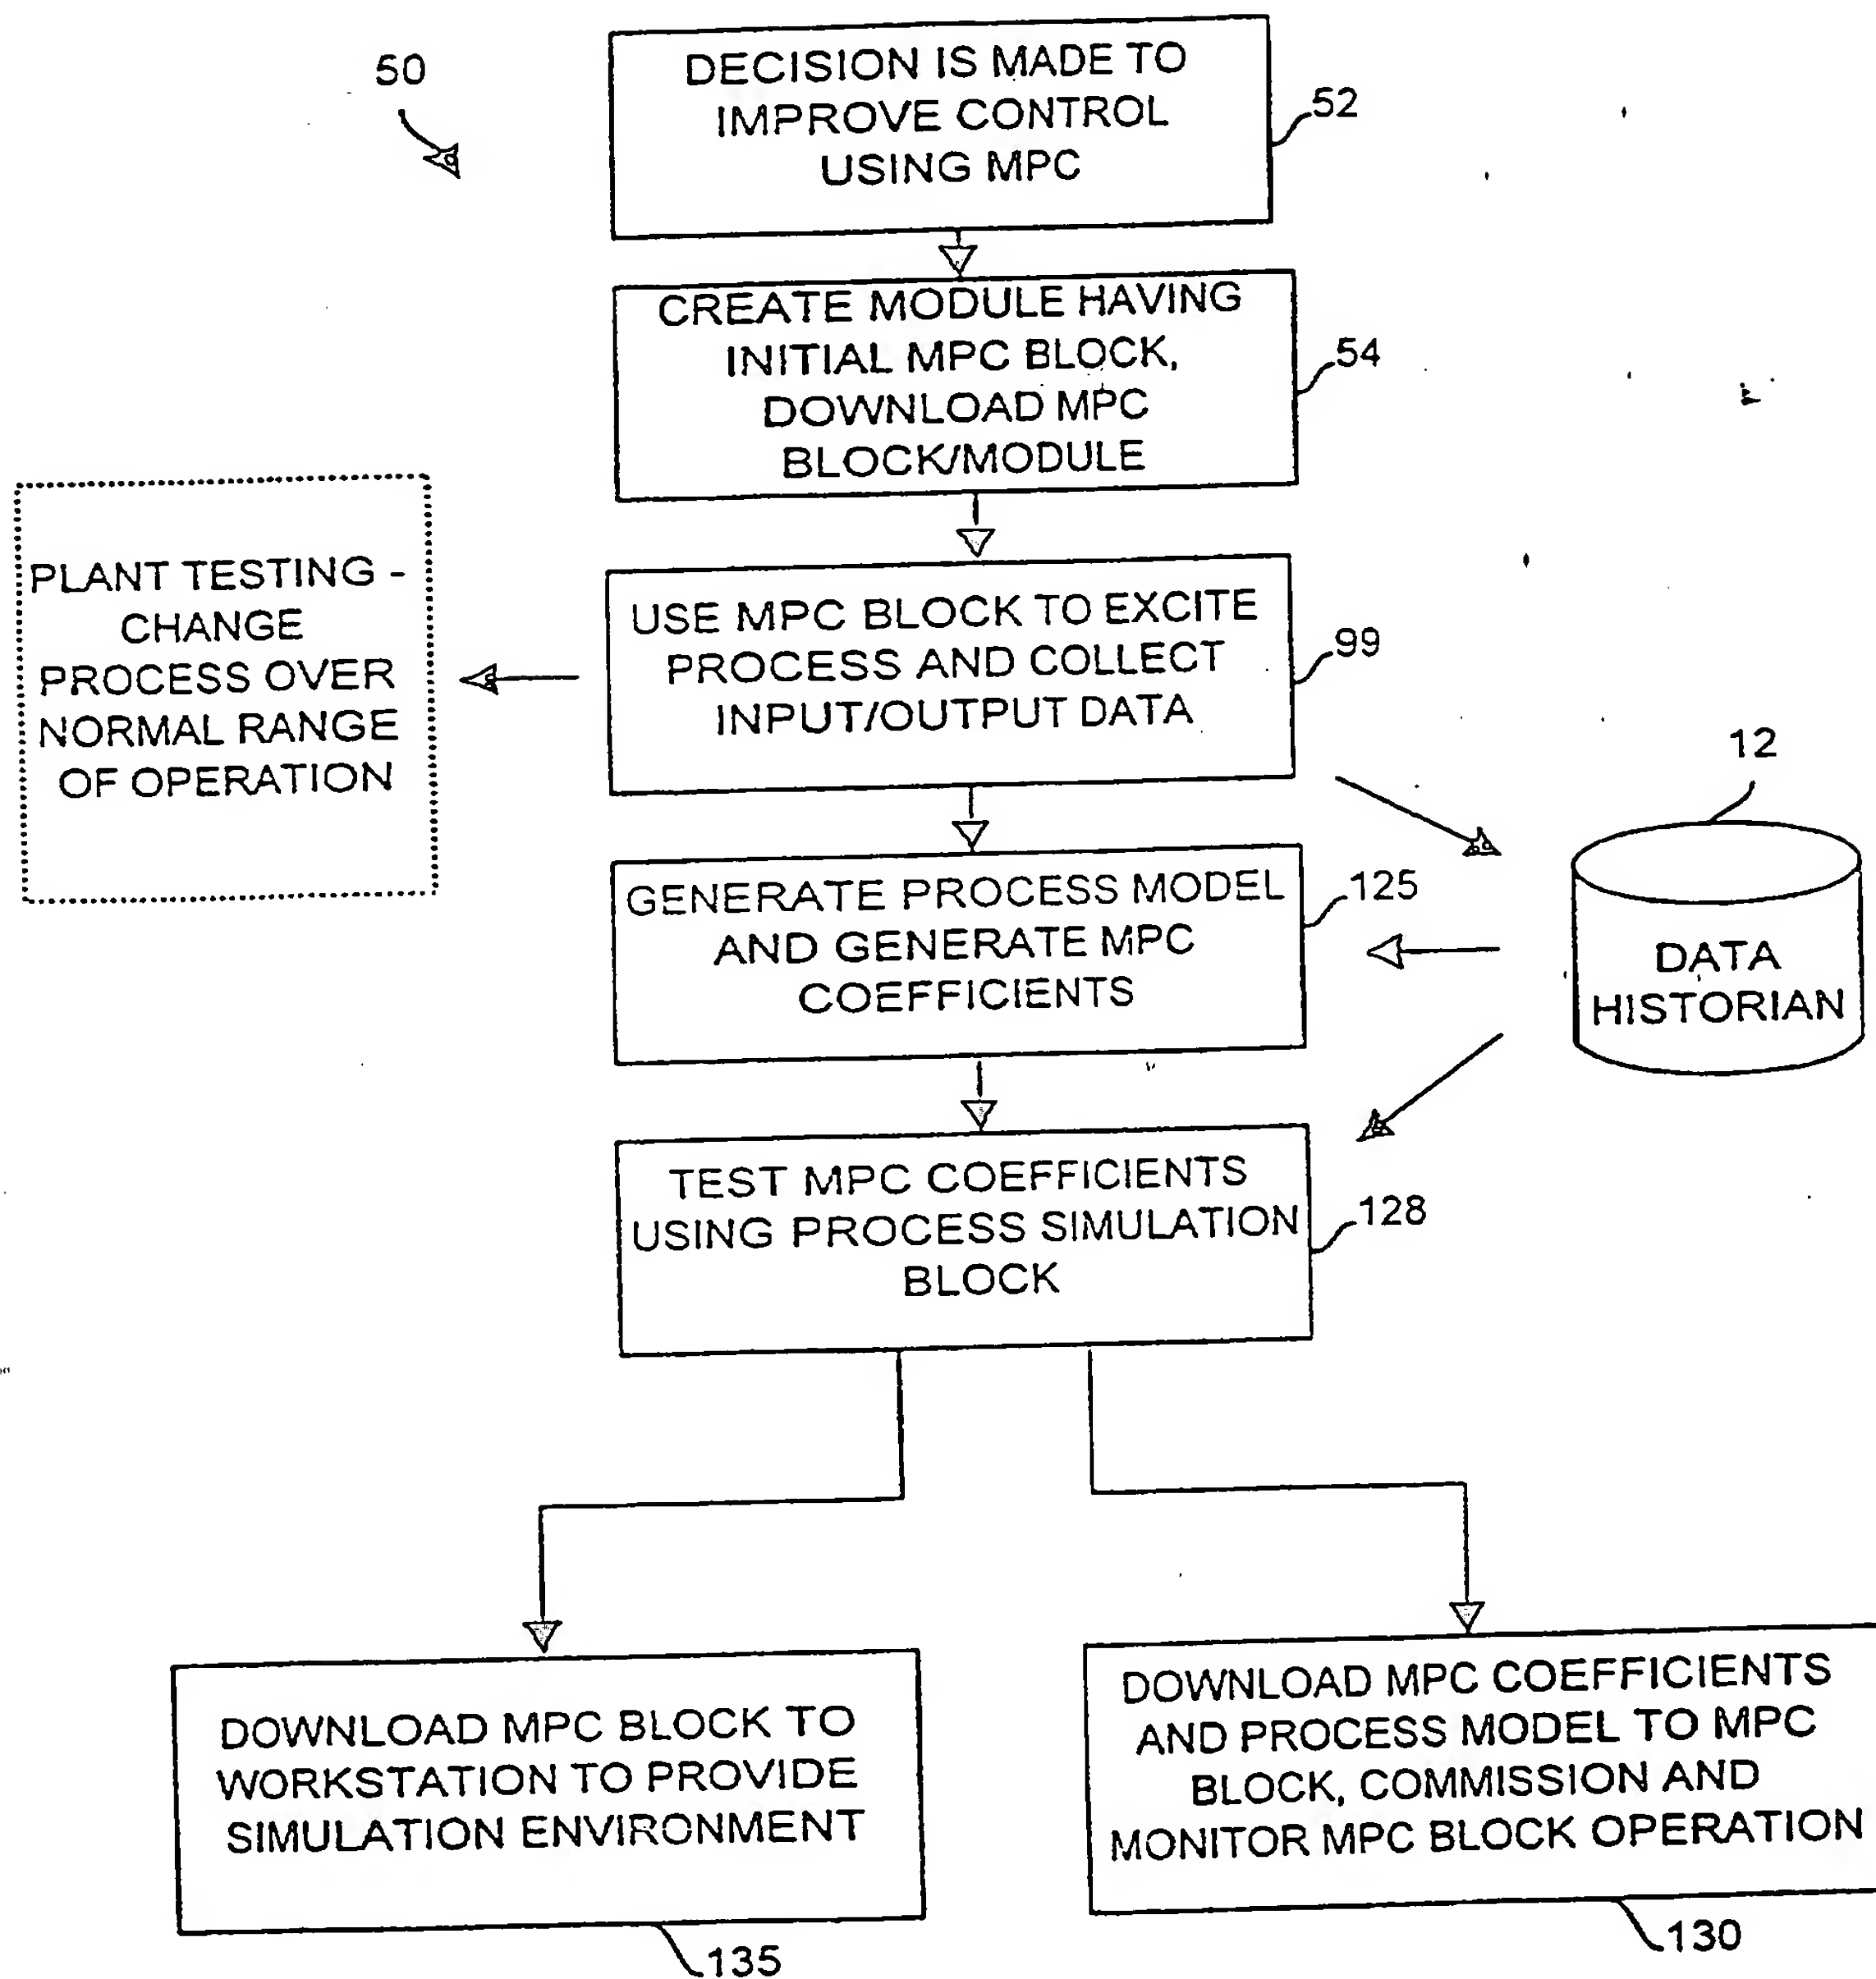 50
DECISION IS MADE TO
IMPROVE CONTROL
USING MPC
52
CREATE MODULE HAVING
INITIAL MPC BLOCK,
DOWNLOAD MPC
BLOCK/MODULE
54
PLANT TESTING -
CHANGE
PROCESS OVER
NORMAL RANGE
OF OPERATION
USE MPC BLOCK TO EXCITE
PROCESS AND COLLECT
INPUT/OUTPUT DATA
99
12
DATA
HISTORIAN
GENERATE PROCESS MODEL
AND GENERATE MPC
COEFFICIENTS
125
TEST MPC COEFFICIENTS
USING PROCESS SIMULATION
BLOCK
128
DOWNLOAD MPC BLOCK TO
WORKSTATION TO PROVIDE
SIMULATION ENVIRONMENT
135
DOWNLOAD MPC COEFFICIENTS
AND PROCESS MODEL TO MPC
BLOCK, COMMISSION AND
MONITOR MPC BLOCK OPERATION
130